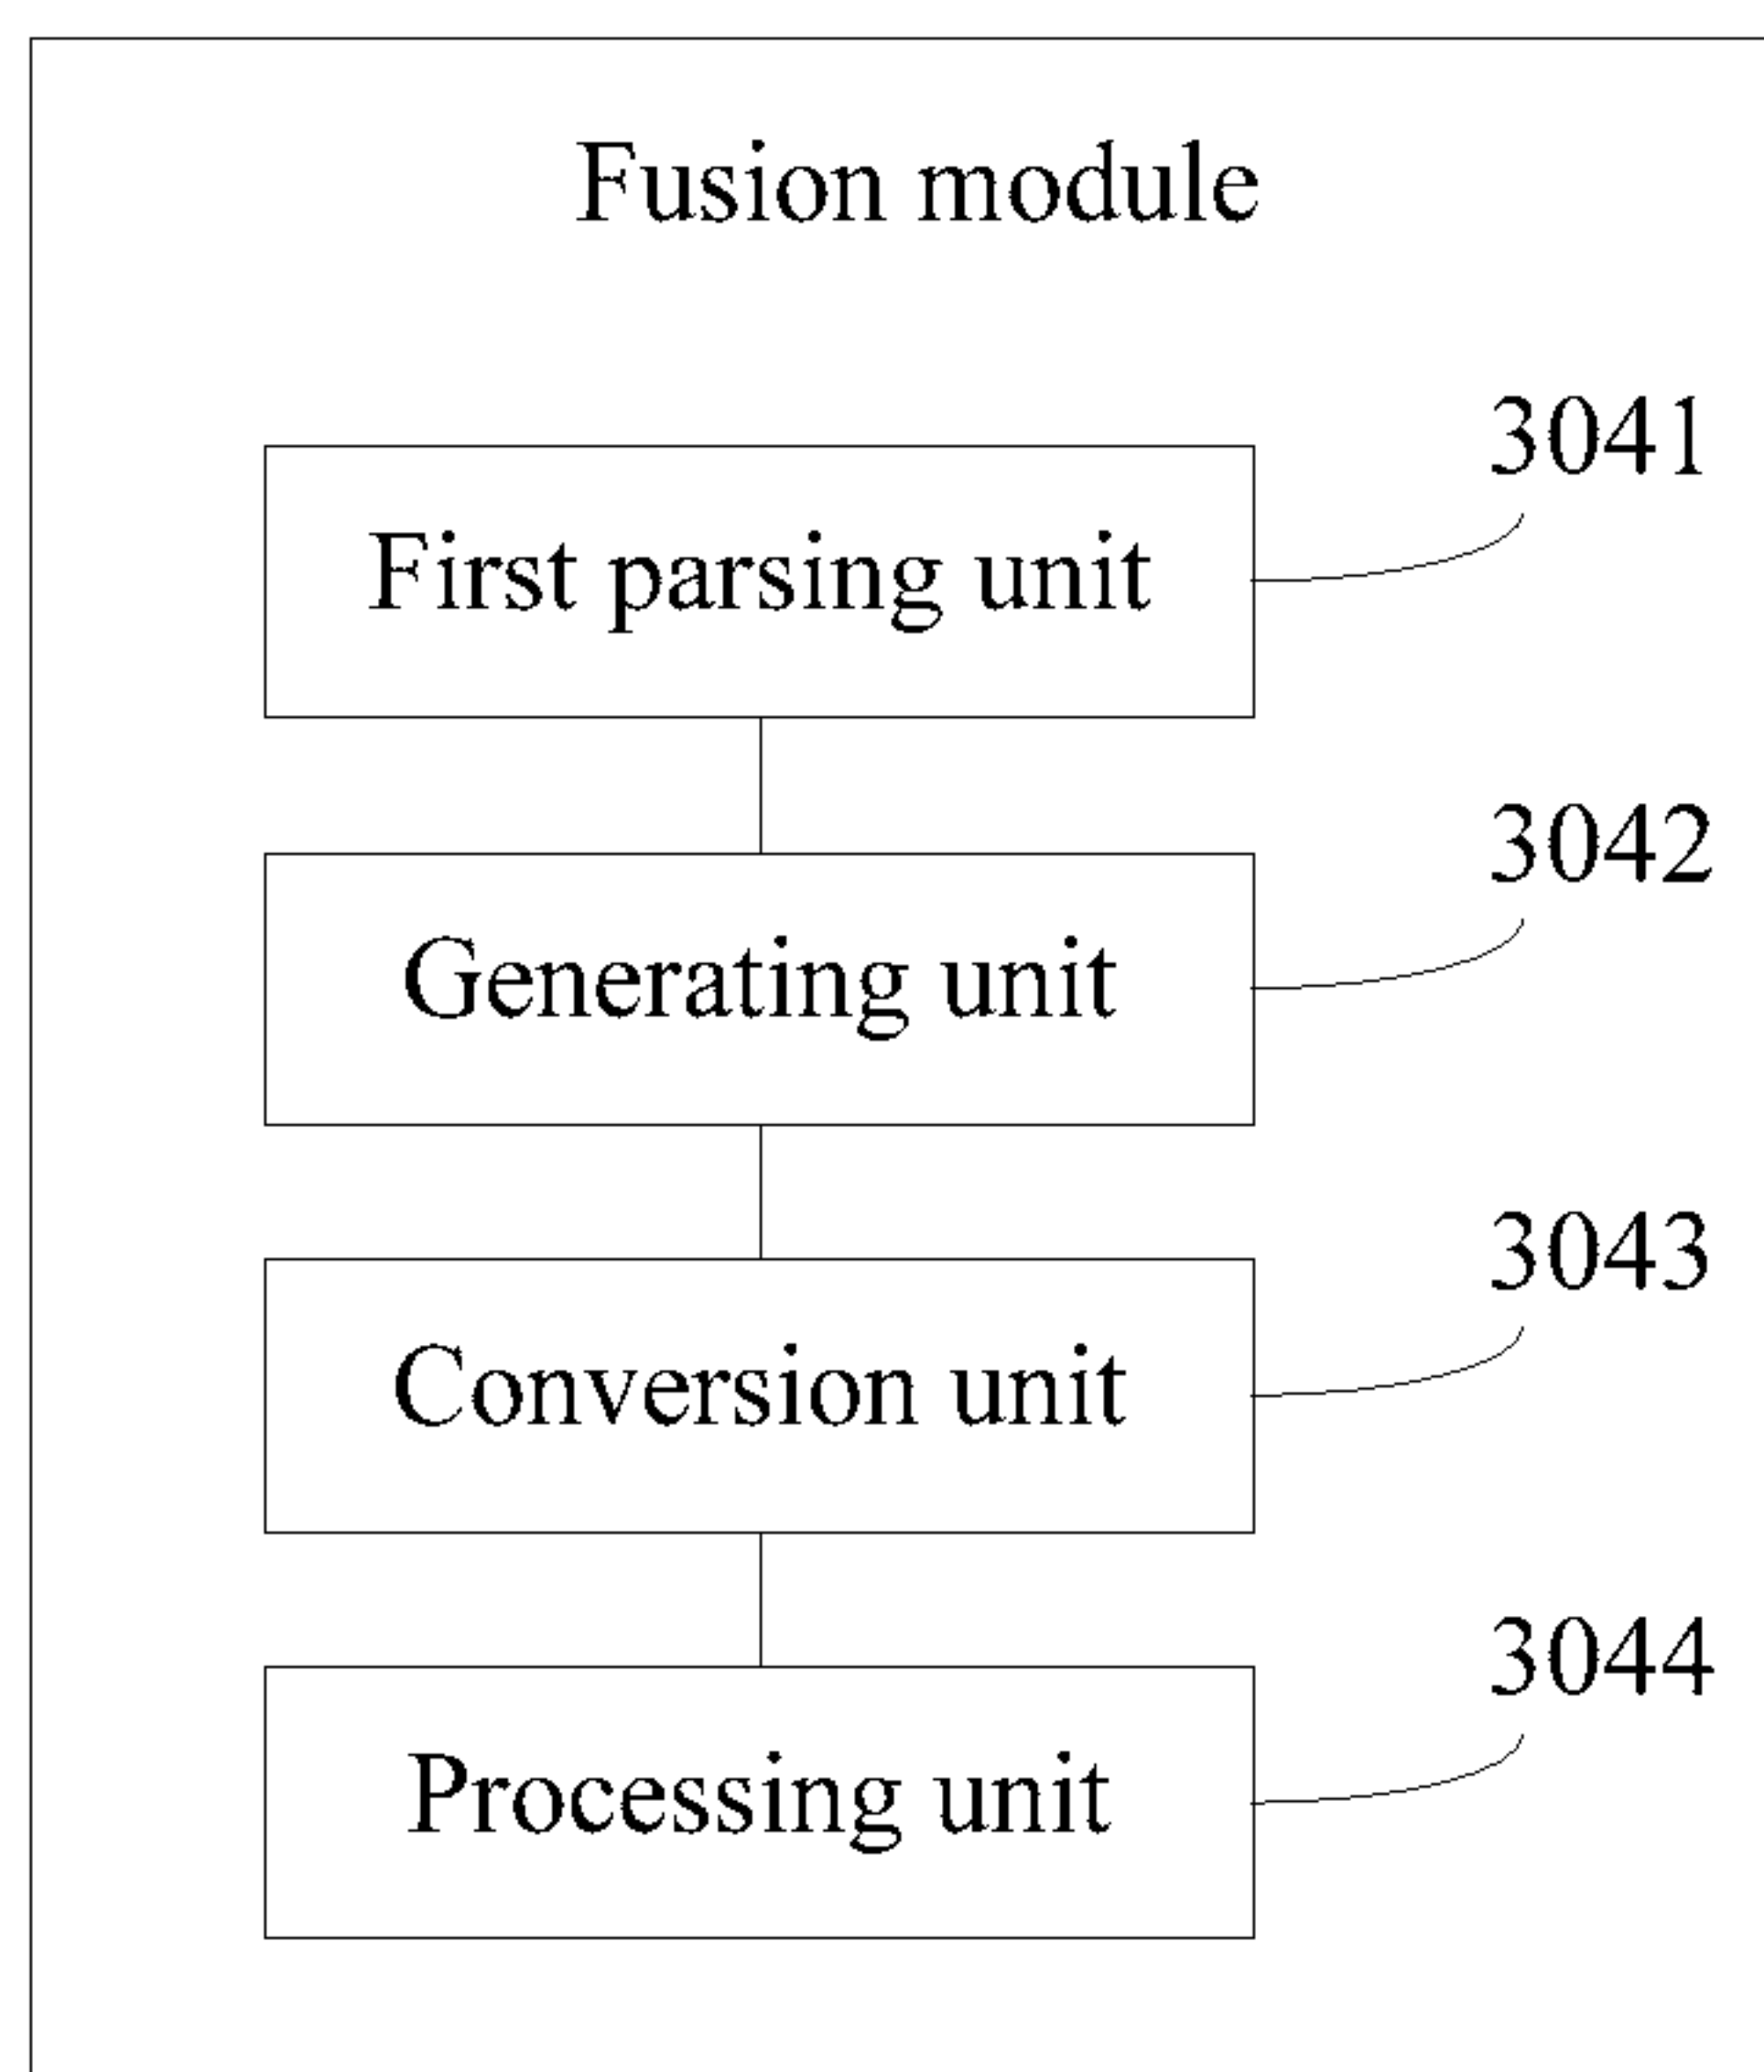 Fusion module
3041
First parsing unit
3042
Generating unit
3043
Conversion unit
3044
Processing unit